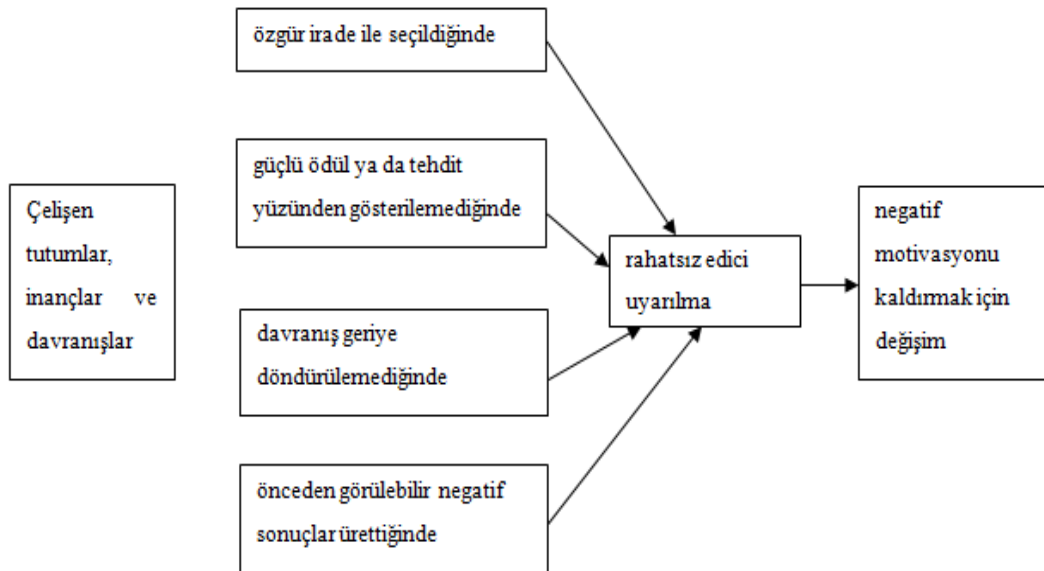 Çelişen
tutumlar,
inançlar ve
davranışlar
özgür irade ile seçildiğinde
güçlü ödül ya da tehdit
yüzünden gösterilemediğinde
davranış geriye
döndürülemediğinde
önceden görülebilir negatif
sonuçlar ürettiğinde
rahatsız edici
uyarılma
negatif
motivasyonu
kaldırmak için
değişim